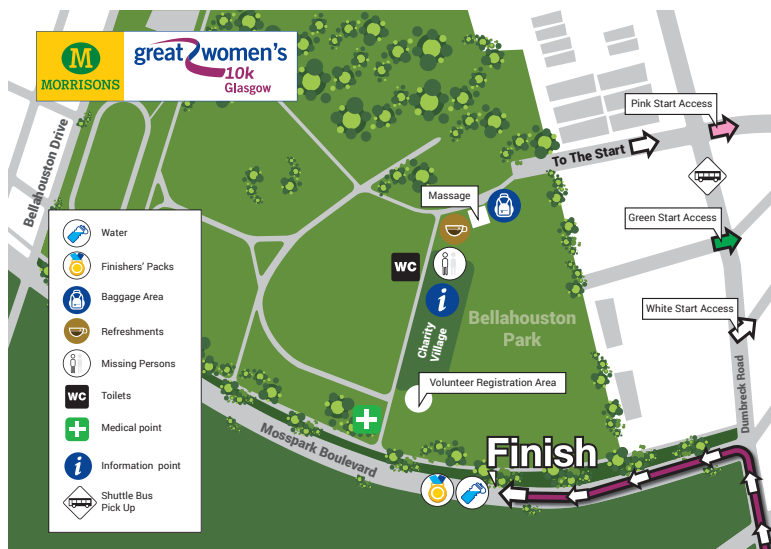 M
MORRISONS
great women's
10k
Glasgow
Bellahouston Drive
Pink Start Access
To The Start
Massage
Green Start Access
WC
i
Bellahouston
Park
Charity
Village
White Start Access
Volunteer Registration Area
Dumbreck Road
Mosspark Boulevard
Finish
Water
Finishers' Packs
Baggage Area
Refreshments
Missing Persons
WC
Toilets
Medical point
i
Information point
Shuttle Bus
Pick Up